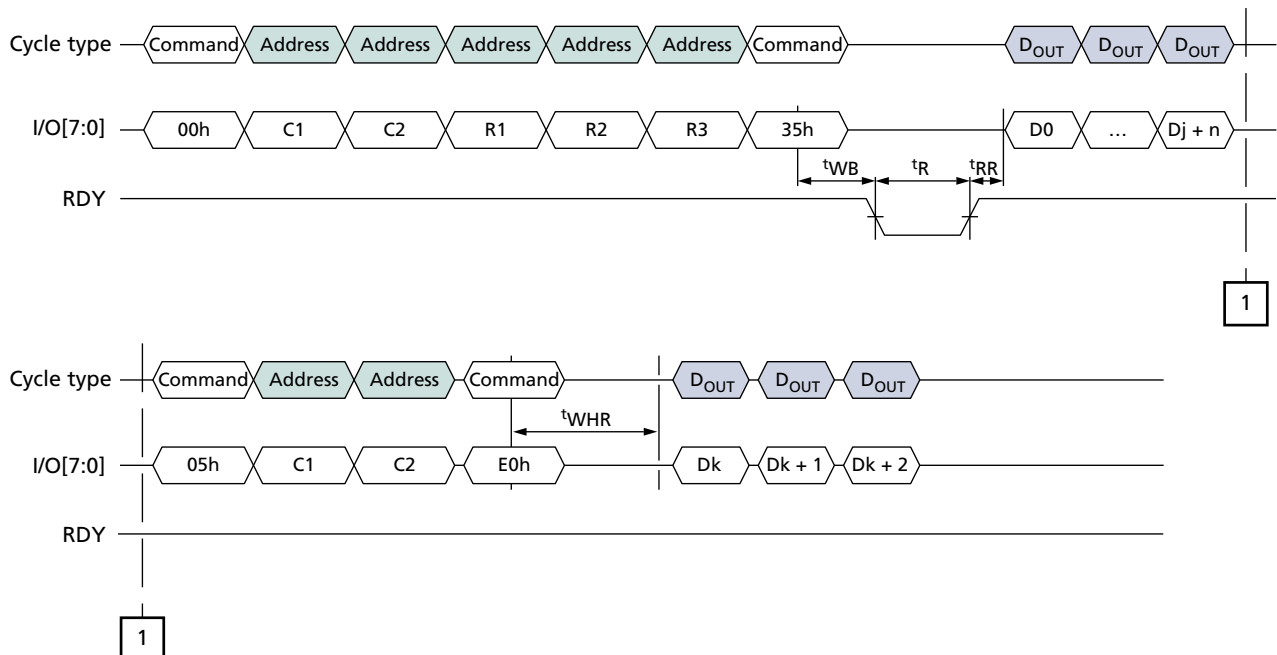 Cycle type Command Address Address Address Address Address Command DOUT DOUT DOUT
I/O[7:0] 00h C1 C2 R1 R2 R3 35h D0 ... Dj + n
tWB tR tRR
RDY
1
Cycle type Command Address Address Command DOUT DOUT DOUT
tWHR
I/O[7:0] 05h C1 C2 E0h Dk Dk + 1 Dk + 2
RDY
1